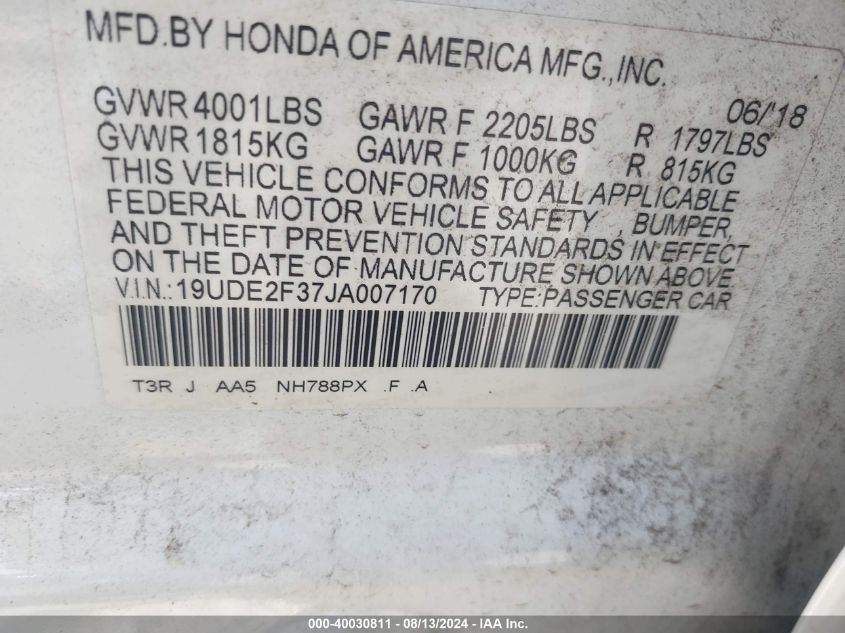 MFD.BY HONDA OF AMERICA MFG.,INC.
06/'18
GVWR 4001LBS GAWR F 2205LBS R 1797LBS
GVWR 1815KG GAWR F 1000KG R 815KG
THIS VEHICLE CONFORMS TO ALL APPLICABLE
FEDERAL MOTOR VEHICLE SAFETY , BUMPER,
AND THEFT PREVENTION STANDARDS IN EFFECT
ON THE DATE OF MANUFACTURE SHOWN ABOVE.
V.I.N.: 19UDE2F37JA007170 TYPE:PASSENGER CAR
T3R J AA5 NH788PX .F .A
000-40030811 - 08/13/2024 - IAA Inc.